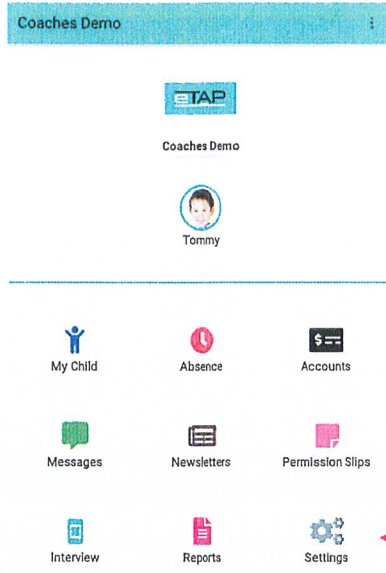 Coaches Demo
eTAP
Coaches Demo
Tommy
My Child
Absence
Accounts
Messages
Newsletters
Permission Slips
Interview
Reports
Settings